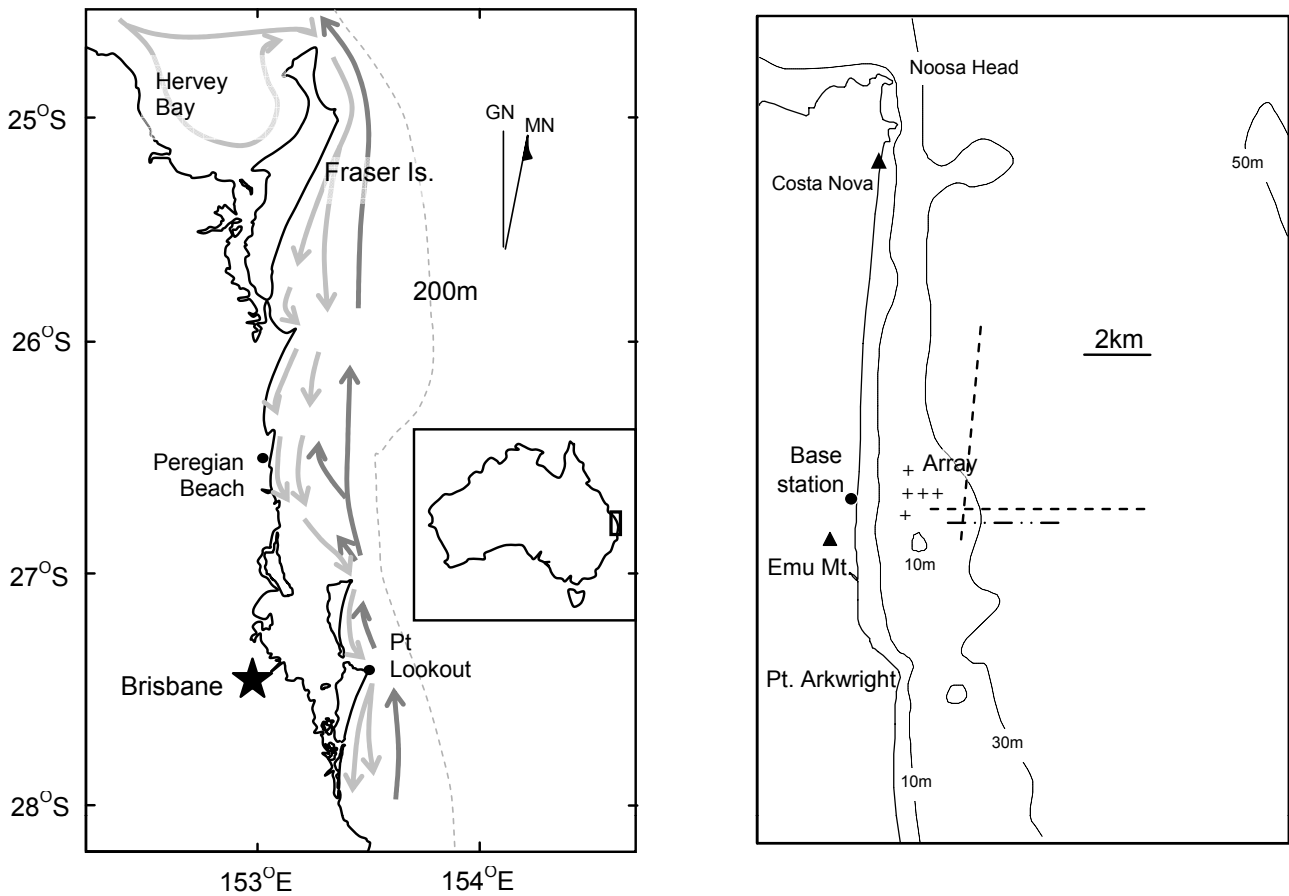 Hervey
Bay
25°S
GN
MN
Fraser Is.
200m
26°S
Peregian
Beach
27°S
Pt
Lookout
Brisbane
28°S
153°E
154°E
Noosa Head
50m
Costa Nova
2km
Base
station
Array
10m
Emu Mt.
Pt. Arkwright
30m
10m